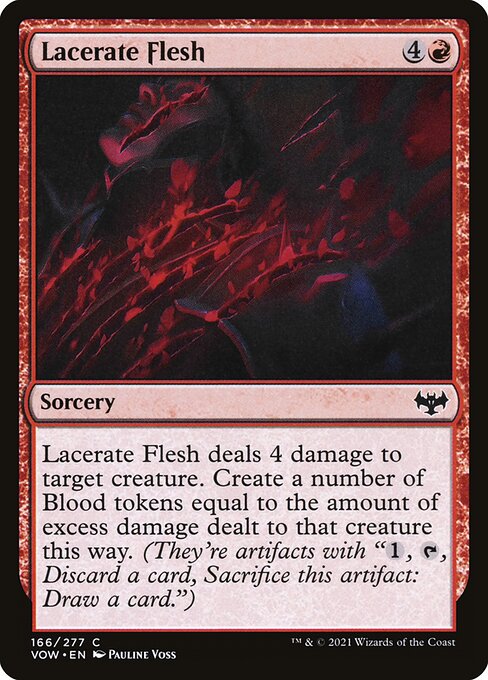 Lacerate Flesh 4
Sorcery
Lacerate Flesh deals 4 damage to
target creature. Create a number of
Blood tokens equal to the amount of
excess damage dealt to that creature
this way. (They're artifacts with “1, ,
Discard a card, Sacrifice this artifact:
Draw a card.”)
166/277 C
VOW • EN Pauline Voss
™ & © 2021 Wizards of the Coast